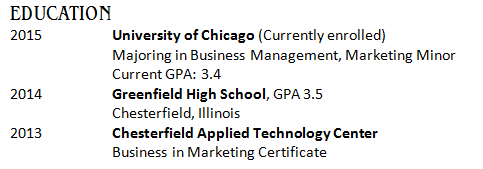 EDUCATION
2015 University of Chicago (Currently enrolled)
Majoring in Business Management, Marketing Minor
Current GPA: 3.4
2014 Greenfield High School, GPA 3.5
Chesterfield, Illinois
2013 Chesterfield Applied Technology Center
Business in Marketing Certificate